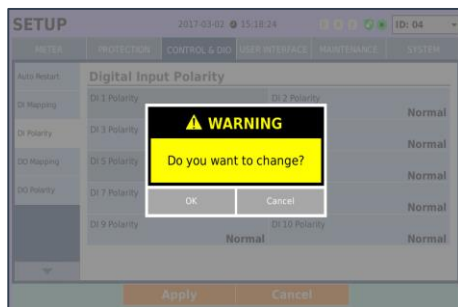 SETUP 2017-03-02 15:18:24 ID: 04
METER PROTECTION CONTROL & DIO USER INTERFACE MAINTENANCE SYSTEM
Auto Restart
DI Mapping
DI Polarity
DO Mapping
DO Polarity
Digital Input Polarity
DI 1 Polarity DI 2 Polarity
Normal
DI 3 Polarity
Normal
DI 5 Polarity
Normal
DI 7 Polarity
Normal
DI 9 Polarity DI 10 Polarity
Normal Normal
WARNING
Do you want to change?
OK Cancel
Apply Cancel